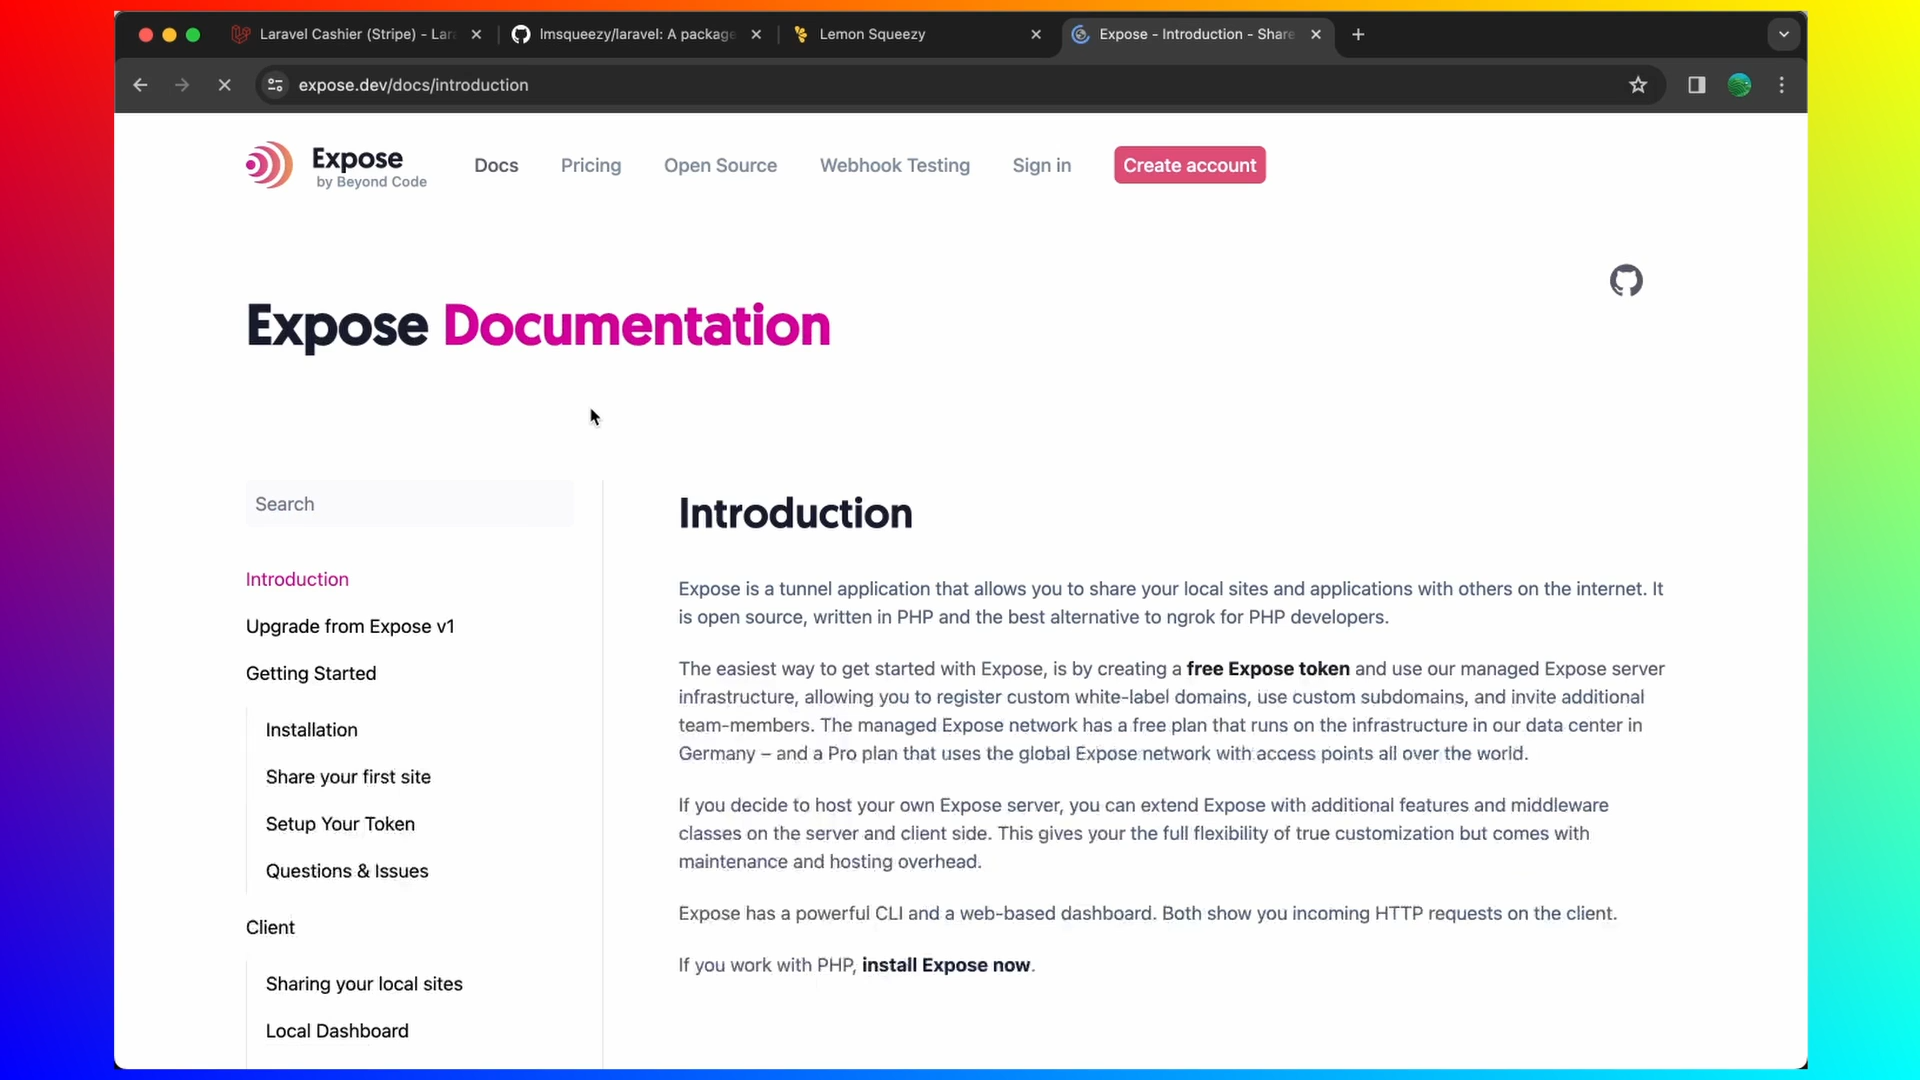 Laravel Cashier (Stripe) - Lar
lmsqueezy/laravel: A package
Lemon Squeezy
Expose - Introduction - Share
expose.dev/docs/introduction
Expose
by Beyond Code
Docs
Pricing
Open Source
Webhook Testing
Sign in
Create account
Expose Documentation
Search
Introduction
Upgrade from Expose v1
Getting Started
Installation
Share your first site
Setup Your Token
Questions & Issues
Client
Sharing your local sites
Local Dashboard
Introduction
Expose is a tunnel application that allows you to share your local sites and applications with others on the internet. It
is open source, written in PHP and the best alternative to ngrok for PHP developers.
The easiest way to get started with Expose, is by creating a free Expose token and use our managed Expose server
infrastructure, allowing you to register custom white-label domains, use custom subdomains, and invite additional
team-members. The managed Expose network has a free plan that runs on the infrastructure in our data center in
Germany – and a Pro plan that uses the global Expose network with access points all over the world.
If you decide to host your own Expose server, you can extend Expose with additional features and middleware
classes on the server and client side. This gives your the full flexibility of true customization but comes with
maintenance and hosting overhead.
Expose has a powerful CLI and a web-based dashboard. Both show you incoming HTTP requests on the client.
If you work with PHP, install Expose now.